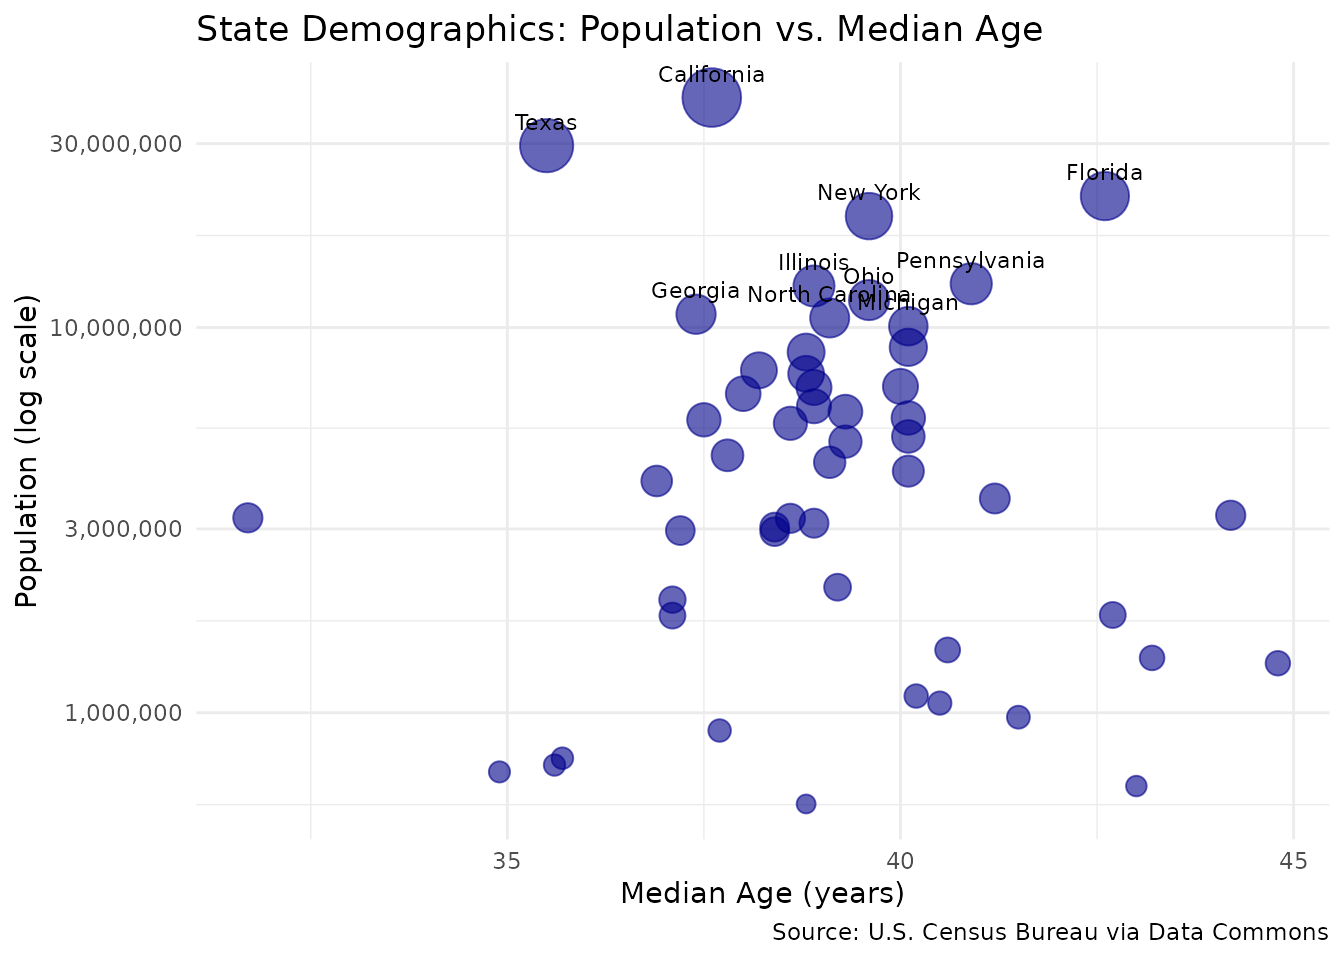 State Demographics: Population vs. Median Age
California
Texas
30,000,000
Florida
New York
Pennsylvania
Illinois
Ohio
Georgia
North Carolina
Michigan
10,000,000
Population (log scale)
3,000,000
1,000,000
35
40
45
Median Age (years)
Source: U.S. Census Bureau via Data Commons